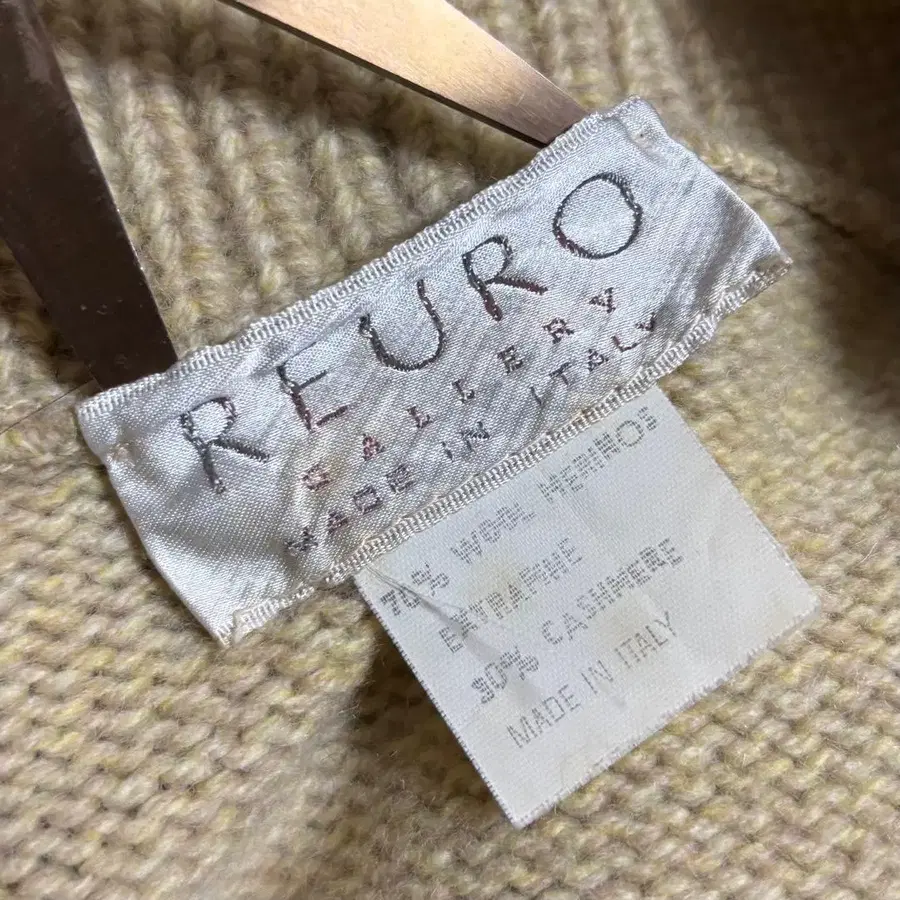 REURO
GALLERY
MADE IN ITALY
70% WOOL MERINOS
EXTRAFINE
30% CASHMERE
MADE IN ITALY